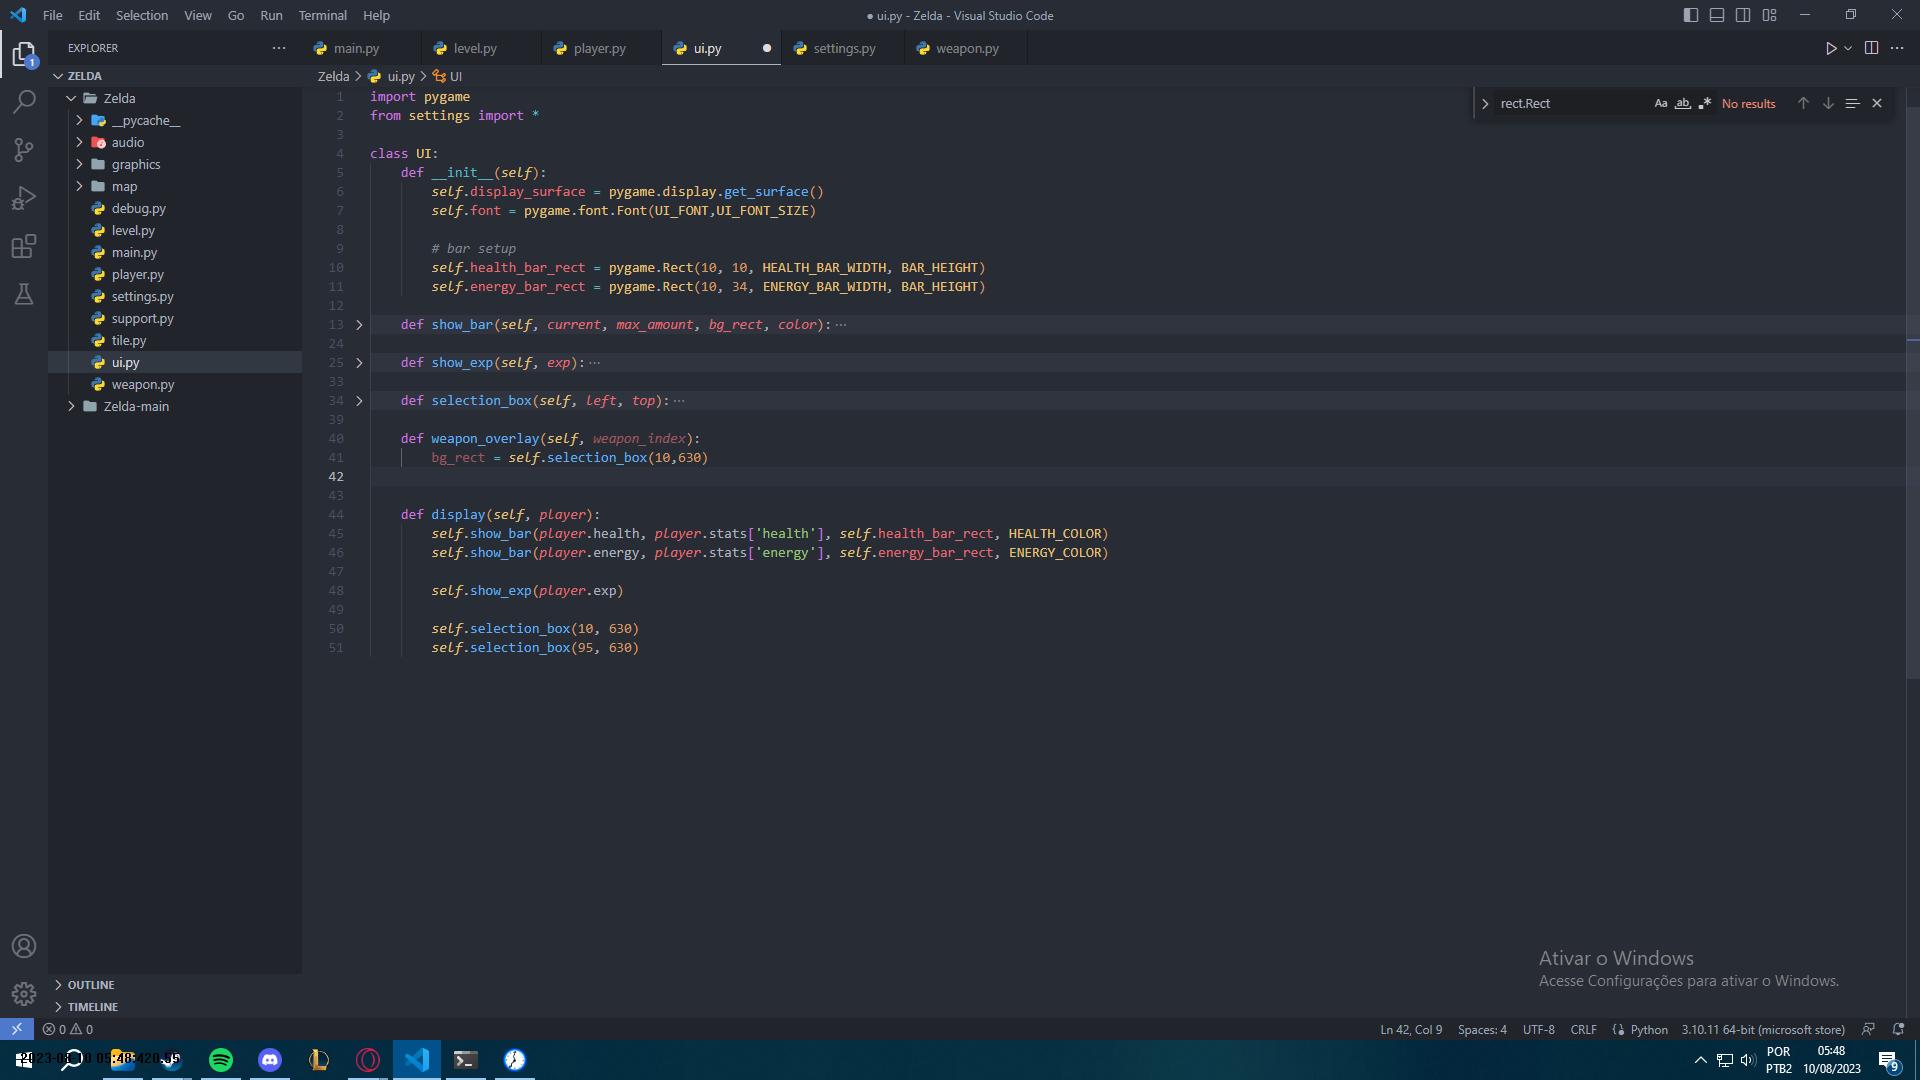 File Edit Selection View Go Run Terminal Help
● ui.py - Zelda - Visual Studio Code
EXPLORER
main.py level.py player.py ui.py settings.py weapon.py
ZELDA
Zelda > ui.py > UI
Zelda
__pycache__
audio
graphics
map
debug.py
level.py
main.py
player.py
settings.py
support.py
tile.py
ui.py
weapon.py
Zelda-main
OUTLINE
TIMELINE
1 import pygame
2 from settings import *
3
4 class UI:
5 def __init__(self):
6 self.display_surface = pygame.display.get_surface()
7 self.font = pygame.font.Font(UI_FONT,UI_FONT_SIZE)
8
9 # bar setup
10 self.health_bar_rect = pygame.Rect(10, 10, HEALTH_BAR_WIDTH, BAR_HEIGHT)
11 self.energy_bar_rect = pygame.Rect(10, 34, ENERGY_BAR_WIDTH, BAR_HEIGHT)
12
13 def show_bar(self, current, max_amount, bg_rect, color):···
24
25 def show_exp(self, exp):···
33
34 def selection_box(self, left, top):···
39
40 def weapon_overlay(self, weapon_index):
41 bg_rect = self.selection_box(10,630)
42
43
44 def display(self, player):
45 self.show_bar(player.health, player.stats['health'], self.health_bar_rect, HEALTH_COLOR)
46 self.show_bar(player.energy, player.stats['energy'], self.energy_bar_rect, ENERGY_COLOR)
47
48 self.show_exp(player.exp)
49
50 self.selection_box(10, 630)
51 self.selection_box(95, 630)
rect.Rect Aa ab .* No results
Ativar o Windows
Acesse Configurações para ativar o Windows.
0 0
Ln 42, Col 9 Spaces: 4 UTF-8 CRLF Python 3.10.11 64-bit (microsoft store)
POR
PTB2
05:48
10/08/2023
9
1